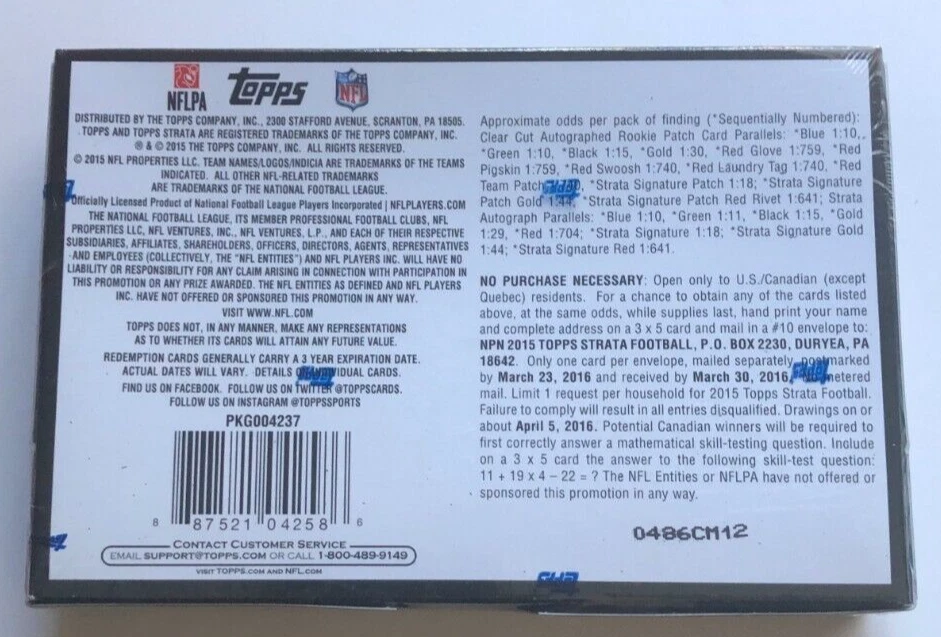 NFLPA
Topps
NFL
DISTRIBUTED BY THE TOPPS COMPANY, INC., 2300 STAFFORD AVENUE, SCRANTON, PA 18505.
TOPPS AND TOPPS STRATA ARE REGISTERED TRADEMARKS OF THE TOPPS COMPANY, INC.
® & © 2015 THE TOPPS COMPANY, INC. ALL RIGHTS RESERVED.
© 2015 NFL PROPERTIES LLC. TEAM NAMES/LOGOS/INDICIA ARE TRADEMARKS OF THE TEAMS
INDICATED. ALL OTHER NFL-RELATED TRADEMARKS
ARE TRADEMARKS OF THE NATIONAL FOOTBALL LEAGUE.
Officially Licensed Product of National Football League Players Incorporated | NFLPLAYERS.COM
THE NATIONAL FOOTBALL LEAGUE, ITS MEMBER PROFESSIONAL FOOTBALL CLUBS, NFL
PROPERTIES LLC, NFL VENTURES, INC., NFL VENTURES, L.P., AND EACH OF THEIR RESPECTIVE
SUBSIDIARIES, AFFILIATES, SHAREHOLDERS, OFFICERS, DIRECTORS, AGENTS, REPRESENTATIVES
AND EMPLOYEES (COLLECTIVELY, THE "NFL ENTITIES") AND NFL PLAYERS INC. WILL HAVE NO
LIABILITY OR RESPONSIBILITY FOR ANY CLAIM ARISING IN CONNECTION WITH PARTICIPATION IN
THIS PROMOTION OR ANY PRIZE AWARDED. THE NFL ENTITIES AS DEFINED AND NFL PLAYERS
INC. HAVE NOT OFFERED OR SPONSORED THIS PROMOTION IN ANY WAY.
VISIT WWW.NFL.COM
TOPPS DOES NOT, IN ANY MANNER, MAKE ANY REPRESENTATIONS
AS TO WHETHER ITS CARDS WILL ATTAIN ANY FUTURE VALUE.
REDEMPTION CARDS GENERALLY CARRY A 3 YEAR EXPIRATION DATE.
ACTUAL DATES WILL VARY. DETAILS ON INDIVIDUAL CARDS.
FIND US ON FACEBOOK. FOLLOW US ON TWITTER @TOPPSCARDS.
FOLLOW US ON INSTAGRAM @TOPPSSPORTS
PKG004237
8 87521 04258 6
CONTACT CUSTOMER SERVICE
EMAIL SUPPORT@TOPPS.COM OR CALL 1-800-489-9149
VISIT TOPPS.COM AND NFL.COM
Approximate odds per pack of finding (*Sequentially Numbered):
Clear Cut Autographed Rookie Patch Card Parallels: *Blue 1:10,
*Green 1:10, *Black 1:15, *Gold 1:30, *Red Glove 1:759, *Red
Pigskin 1:759, *Red Swoosh 1:740, *Red Laundry Tag 1:740, *Red
Team Patch *Strata Signature Patch 1:18; *Strata Signature
Patch Gold 1:44, *Strata Signature Patch Red Rivet 1:641; Strata
Autograph Parallels: *Blue 1:10, *Green 1:11, *Black 1:15, *Gold
1:29, *Red 1:704; *Strata Signature 1:18; *Strata Signature Gold
1:44; *Strata Signature Red 1:641.
NO PURCHASE NECESSARY: Open only to U.S./Canadian (except
Quebec) residents. For a chance to obtain any of the cards listed
above, at the same odds, while supplies last, hand print your name
and complete address on a 3 x 5 card and mail in a #10 envelope to:
NPN 2015 TOPPS STRATA FOOTBALL, P.O. BOX 2230, DURYEA, PA
18642. Only one card per envelope, mailed separately, postmarked
by March 23, 2016 and received by March 30, 2016, metered
mail. Limit 1 request per household for 2015 Topps Strata Football.
Failure to comply will result in all entries disqualified. Drawings on or
about April 5, 2016. Potential Canadian winners will be required to
first correctly answer a mathematical skill-testing question. Include
on a 3 x 5 card the answer to the following skill-test question:
11 + 19 x 4 – 22 = ? The NFL Entities or NFLPA have not offered or
sponsored this promotion in any way.
0486CM12